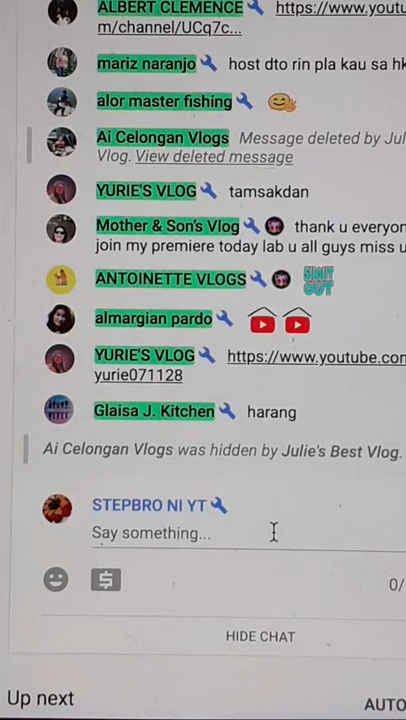 ALBERT CLEMENCE https://www.youtu
m/channel/UCq7c...
mariz naranjo host dto rin pla kau sa h
alor master fishing
Ai Celongan Vlogs Message deleted by Jul
Vlog. View deleted message
YURIE'S VLOG tamsakdan
Mother & Son's Vlog thank u everyon
join my premiere today lab u all guys miss u
ANTOINETTE VLOGS SHOUT
OUT
almargian pardo
YURIE'S VLOG https://www.youtube.com
yurie071128
Glaisa J. Kitchen harang
Ai Celongan Vlogs was hidden by Julie's Best Vlog.
STEPBRO NI YT
Say something...
0/
HIDE CHAT
Up next
AUTO